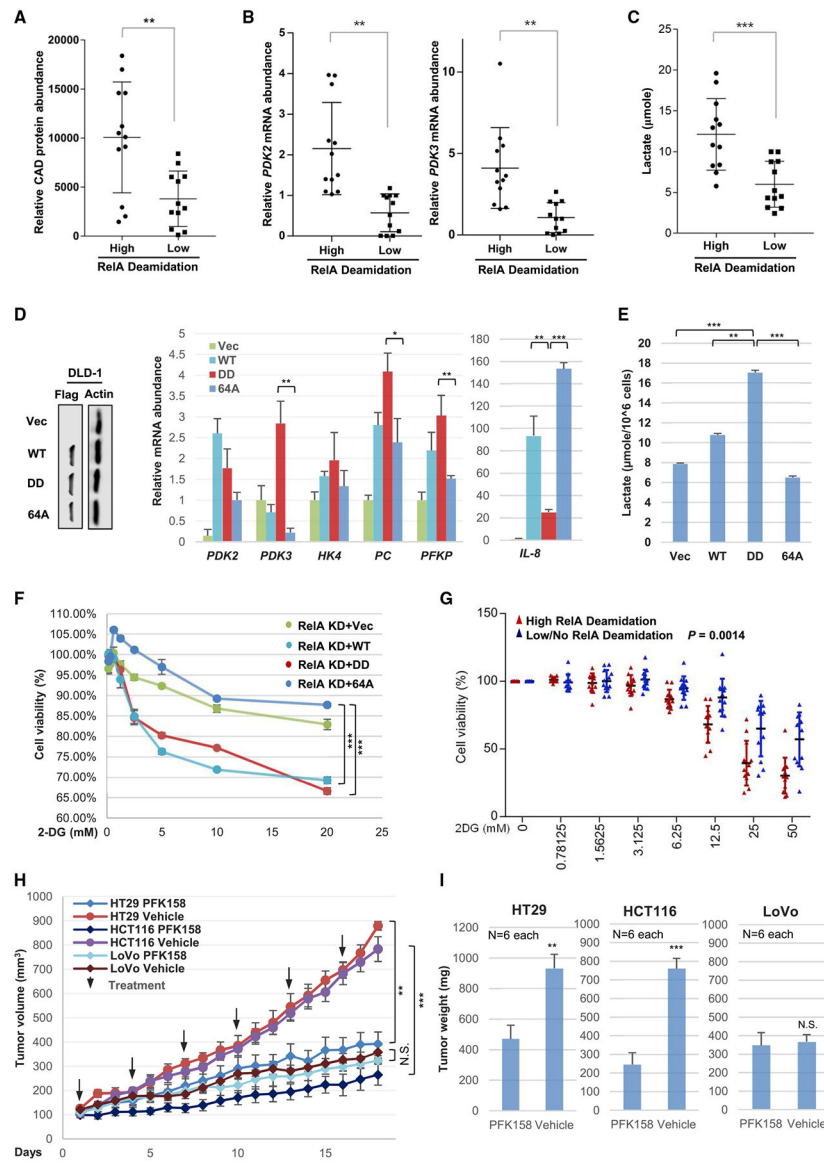 A
**
Relative CAD protein abundance
20000
15000
10000
5000
0
High
Low
RelA Deamidation
B
**
Relative PDK2 mRNA abundance
5
4
3
2
1
0
High
Low
RelA Deamidation
**
Relative PDK3 mRNA abundance
10
5
0
High
Low
RelA Deamidation
C
***
Lactate (µmole)
25
20
15
10
5
0
High
Low
RelA Deamidation
D
DLD-1
Flag Actin
Vec
WT
DD
64A
Relative mRNA abundance
5
4.5
4
3.5
3
2.5
2
1.5
1
0.5
0
Vec
WT
DD
64A
**
*
**
PDK2 PDK3 HK4 PC PFKP
180
160
140
120
100
80
60
40
20
0
** ***
IL-8
E
***
** ***
Lactate (µmole/10^6 cells)
20
18
16
14
12
10
8
6
4
2
0
Vec WT DD 64A
F
Cell viability (%)
110.00%
105.00%
100.00%
95.00%
90.00%
85.00%
80.00%
75.00%
70.00%
65.00%
60.00%
RelA KD+Vec
RelA KD+WT
RelA KD+DD
RelA KD+64A
***
***
2-DG (mM) 0 5 10 15 20 25
G
High RelA Deamidation
Low/No RelA Deamidation P = 0.0014
Cell viability (%)
150
100
50
0
2DG (mM) 0 0.78125 1.5625 3.125 6.25 12.5 25 50
H
Tumor volume (mm3)
1000
900
800
700
600
500
400
300
200
100
0
HT29 PFK158
HT29 Vehicle
HCT116 PFK158
HCT116 Vehicle
LoVo PFK158
LoVo Vehicle
Treatment
**
***
N.S.
Days 0 5 10 15
I
HT29
N=6 each
**
Tumor weight (mg)
1200
1000
800
600
400
200
0
PFK158 Vehicle
HCT116
N=6 each
***
1000
900
800
700
600
500
400
300
200
100
0
PFK158 Vehicle
LoVo
N=6 each
N.S.
1000
900
800
700
600
500
400
300
200
100
0
PFK158 Vehicle